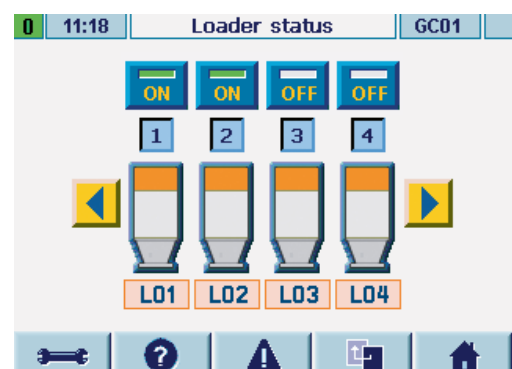 0 11:18 Loader status GC01
ON ON OFF OFF
1 2 3 4
L01 L02 L03 L04
?